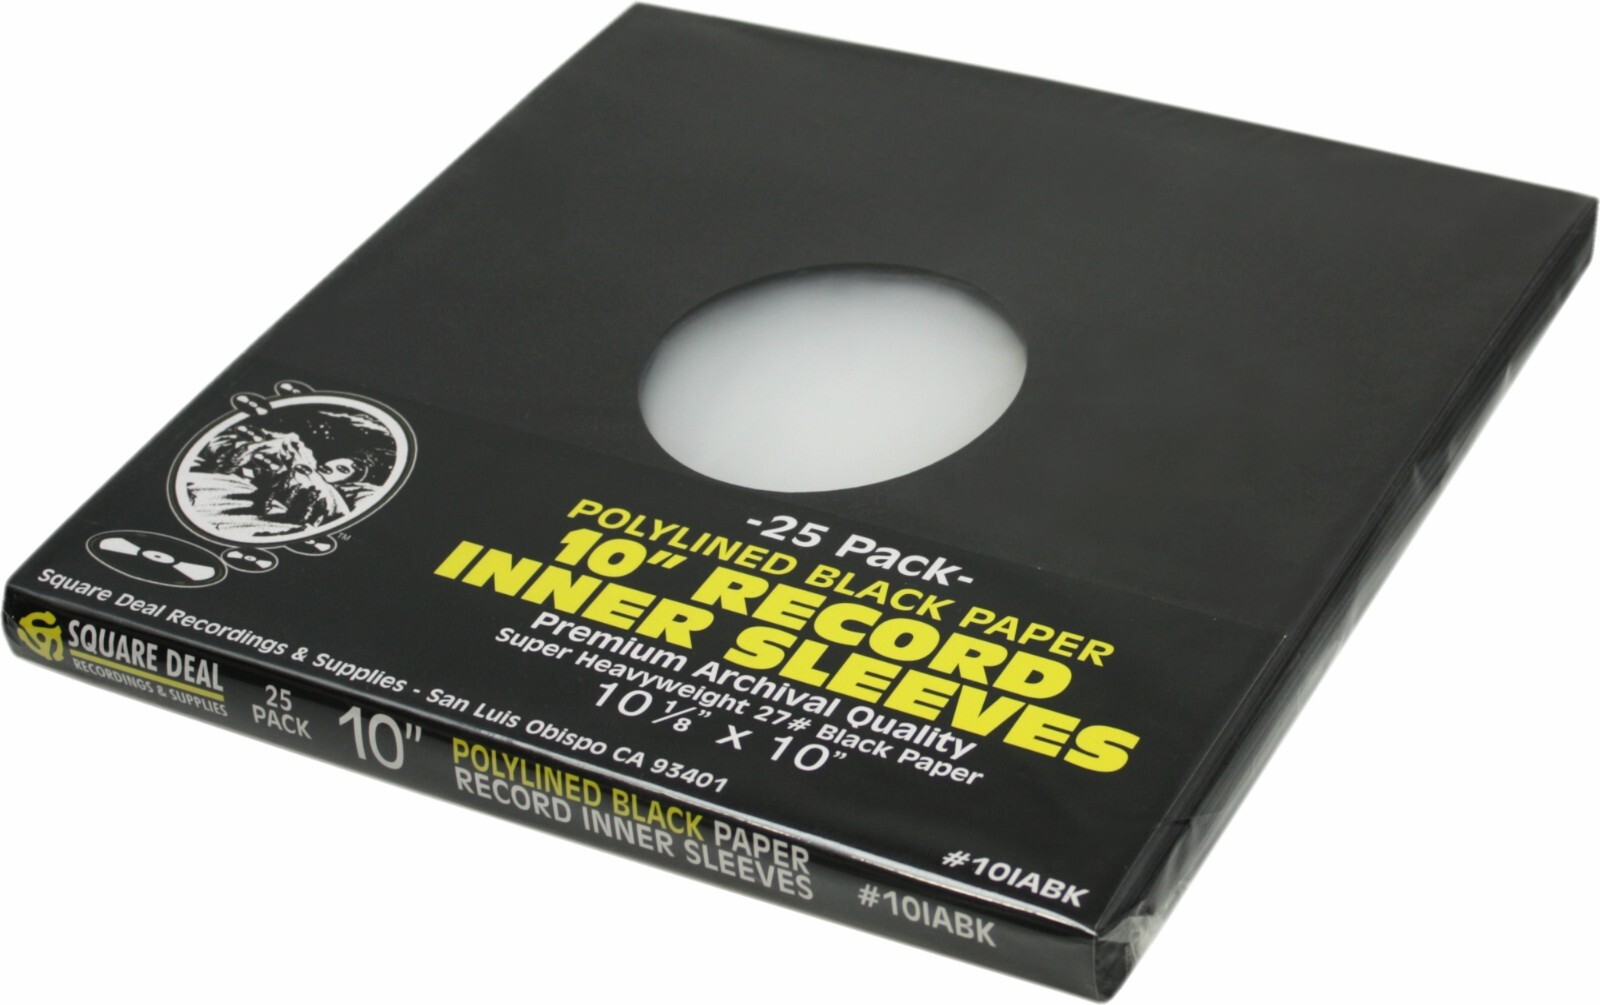 -25 Pack-
POLYLINED BLACK PAPER
10" RECORD
INNER SLEEVES
Premium Archival Quality
Super Heavyweight 27# Black Paper
10 ⅛" x 10"
TM
Square Deal Recordings & Supplies - San Luis Obispo CA 93401
#10IABK
SQUARE DEAL
RECORDINGS & SUPPLIES
25
PACK
10"
POLYLINED BLACK PAPER
RECORD INNER SLEEVES
#10IABK